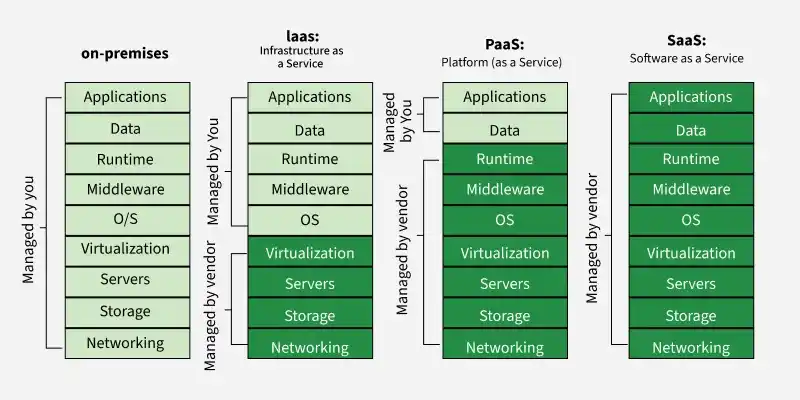 on-premises
Managed by you
Applications
Data
Runtime
Middleware
O/S
Virtualization
Servers
Storage
Networking
laas:
Infrastructure as
a Service
Managed by You
Managed by vendor
Applications
Data
Runtime
Middleware
OS
Virtualization
Servers
Storage
Networking
PaaS:
Platform (as a Service)
Managed
by You
Managed by vendor
Applications
Data
Runtime
Middleware
OS
Virtualization
Servers
Storage
Networking
SaaS:
Software as a Service
Managed by vendor
Applications
Data
Runtime
Middleware
OS
Virtualization
Servers
Storage
Networking